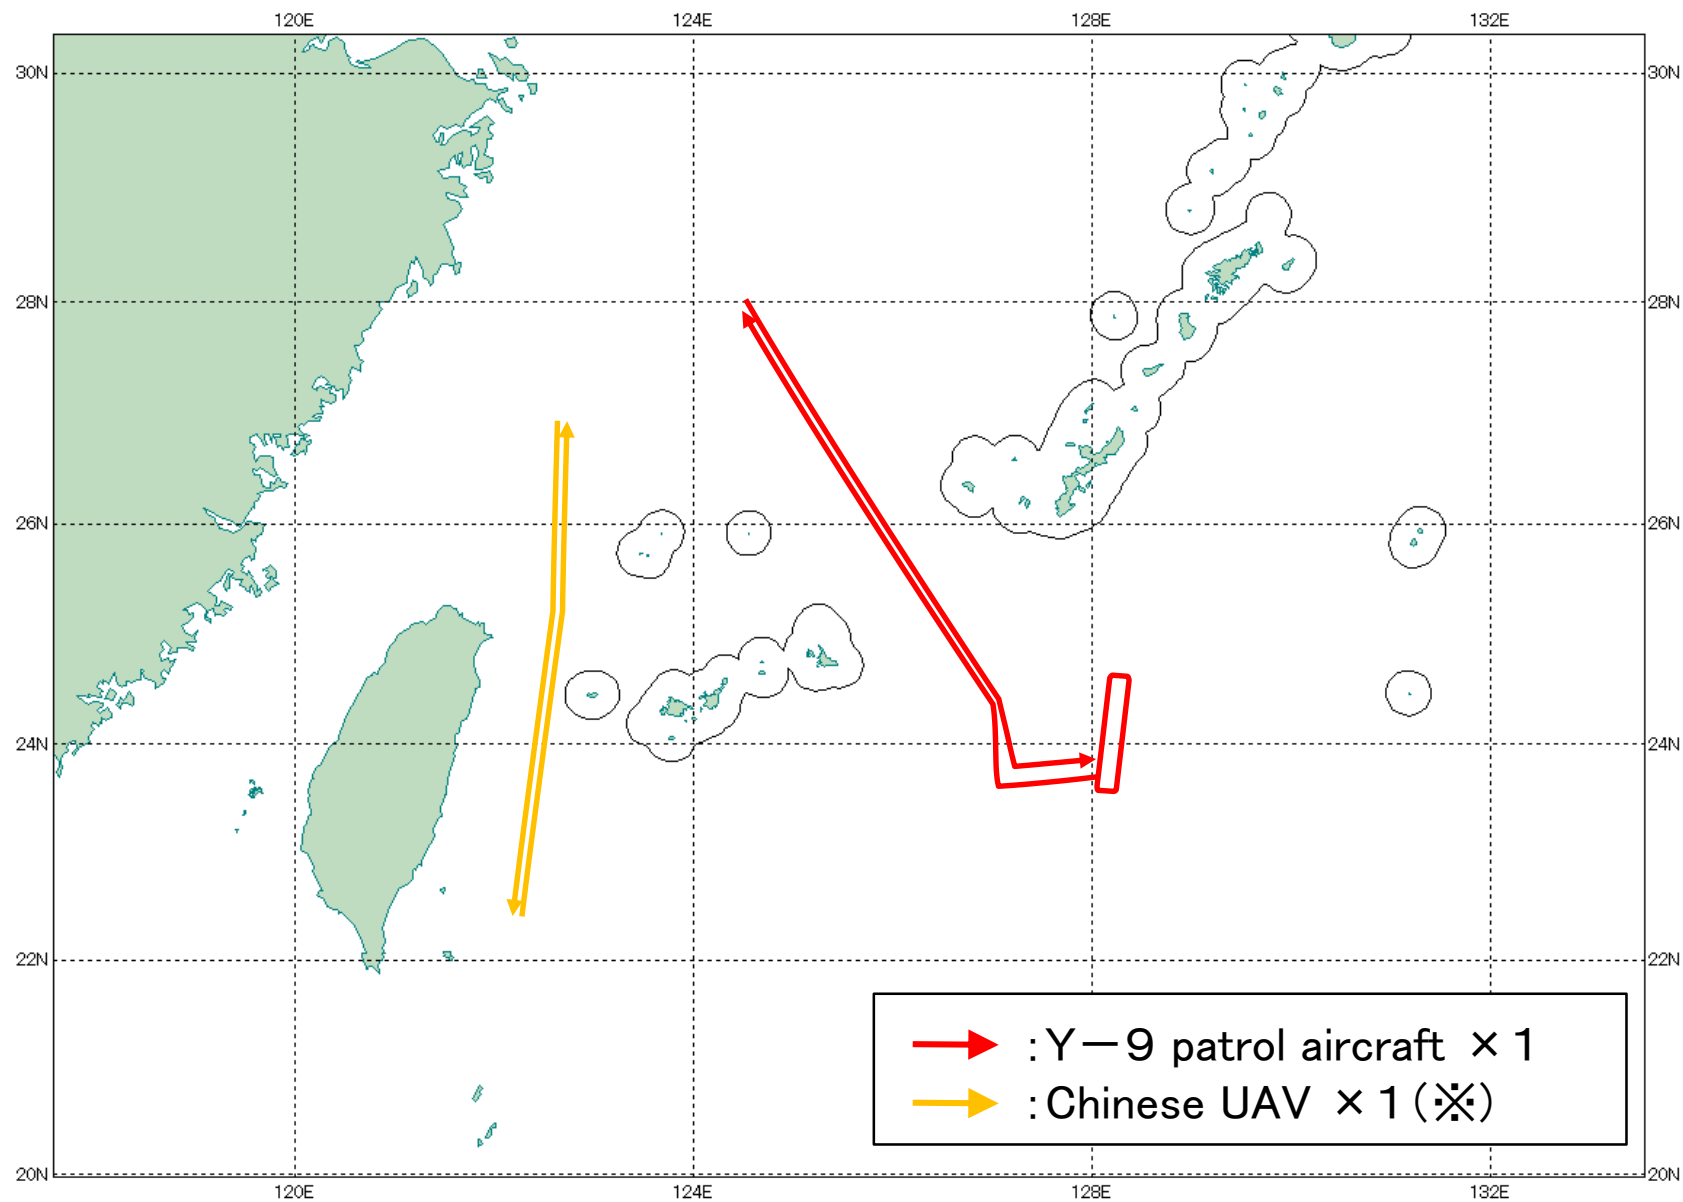 120E 124E 128E 132E
30N 30N
28N 28N
26N 26N
24N 24N
22N 22N
:Y－9 patrol aircraft ×1
:Chinese UAV ×1(※)
20N 20N
120E 124E 128E 132E